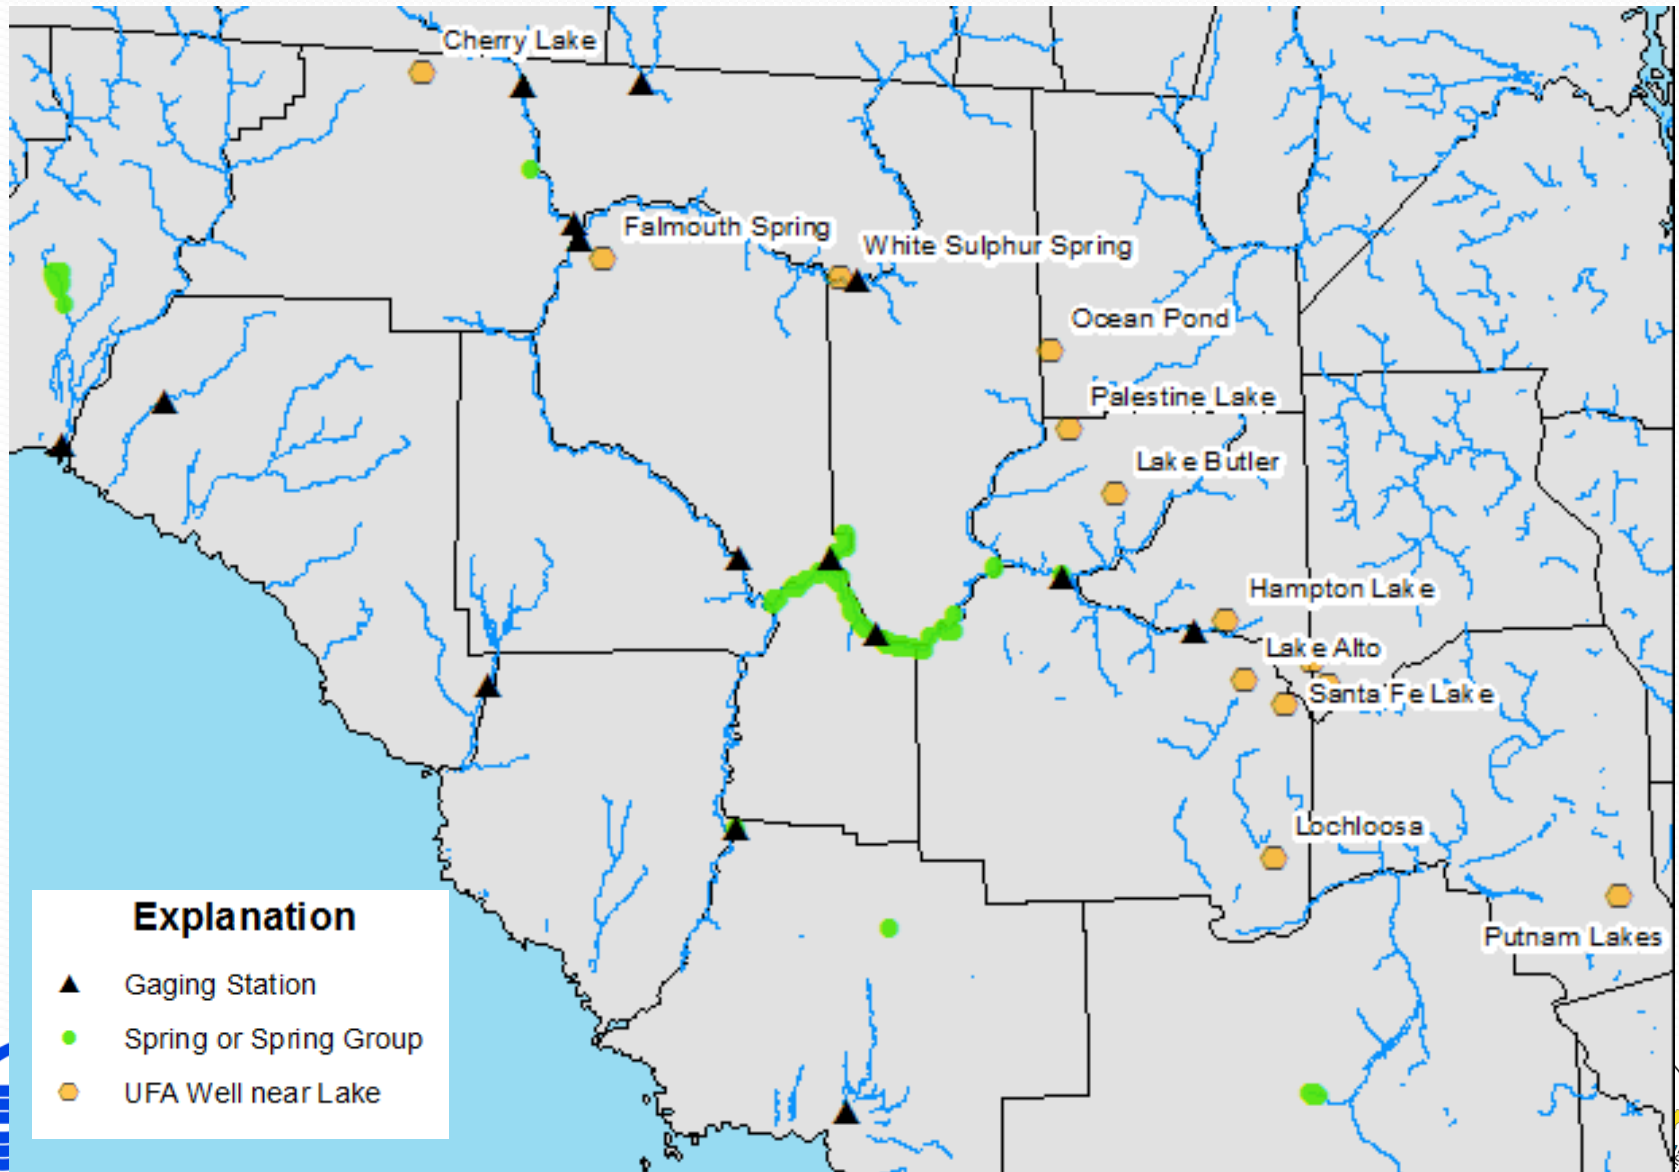 Cherry Lake
Falmouth Spring
White Sulphur Spring
Ocean Pond
Palestine Lake
Lake Butler
Hampton Lake
Lake Alto
Santa Fe Lake
Lochloosa
Putnam Lakes
Explanation
Gaging Station
Spring or Spring Group
UFA Well near Lake